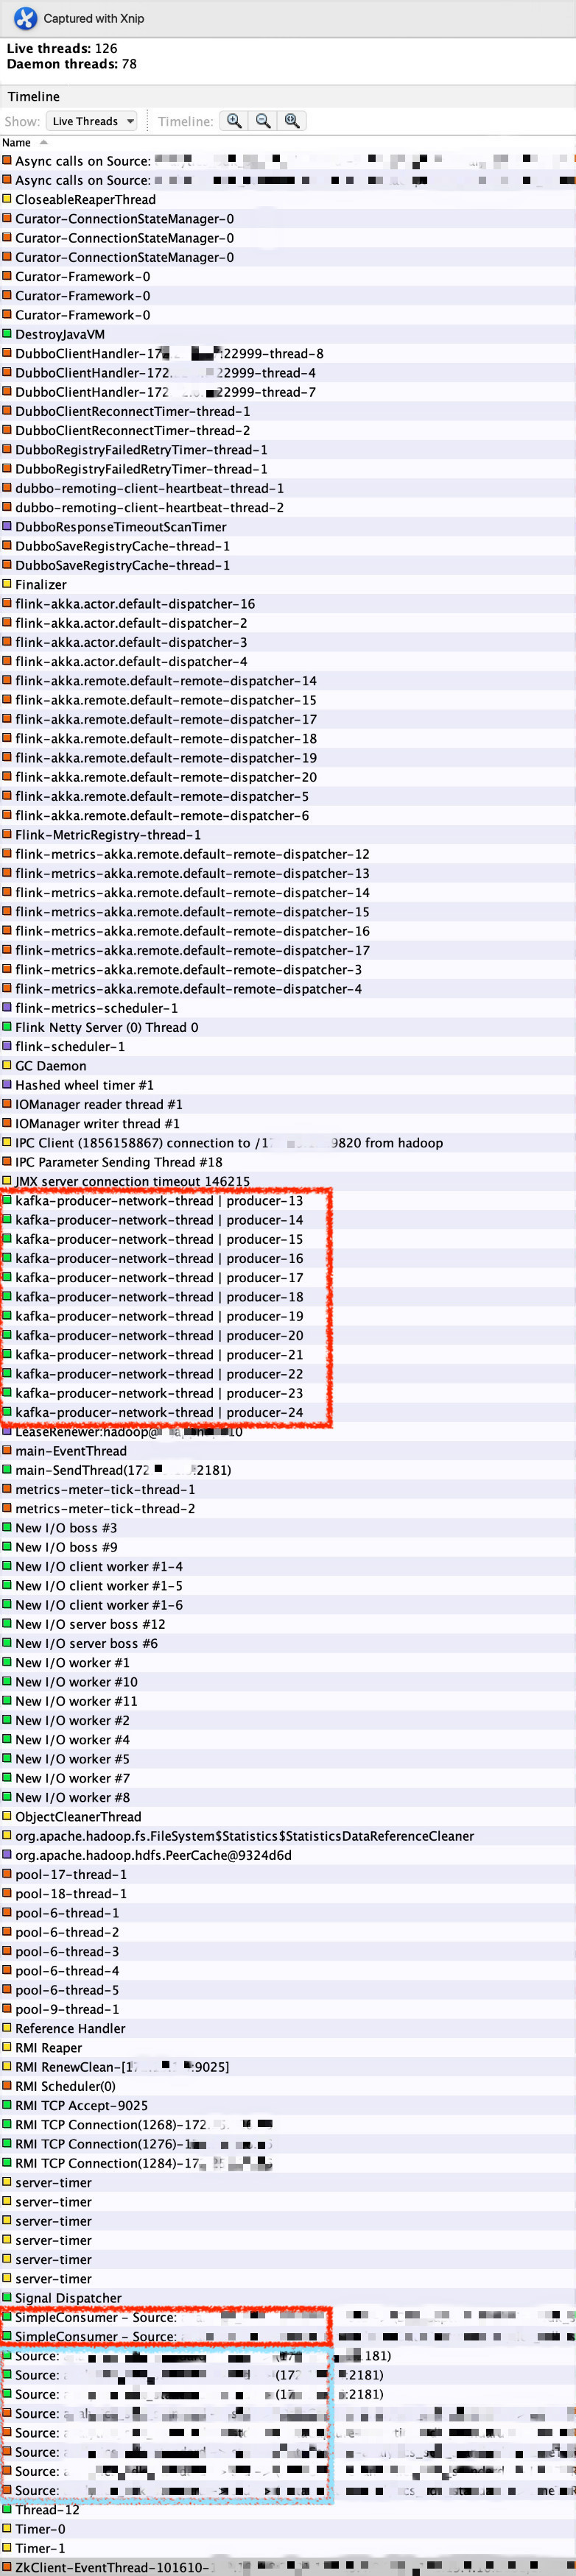 Captured with Xnip
Live threads: 126
Daemon threads: 78
Timeline
Show: Live Threads Timeline:
Name
Async calls on Source:
Async calls on Source:
CloseableReaperThread
Curator-ConnectionStateManager-0
Curator-ConnectionStateManager-0
Curator-ConnectionStateManager-0
Curator-Framework-0
Curator-Framework-0
Curator-Framework-0
DestroyJavaVM
DubboClientHandler-17 :22999-thread-8
DubboClientHandler-172. 22999-thread-4
DubboClientHandler-172 22999-thread-7
DubboClientReconnectTimer-thread-1
DubboClientReconnectTimer-thread-2
DubboRegistryFailedRetryTimer-thread-1
DubboRegistryFailedRetryTimer-thread-1
dubbo-remoting-client-heartbeat-thread-1
dubbo-remoting-client-heartbeat-thread-2
DubboResponseTimeoutScanTimer
DubboSaveRegistryCache-thread-1
DubboSaveRegistryCache-thread-1
Finalizer
flink-akka.actor.default-dispatcher-16
flink-akka.actor.default-dispatcher-2
flink-akka.actor.default-dispatcher-3
flink-akka.actor.default-dispatcher-4
flink-akka.remote.default-remote-dispatcher-14
flink-akka.remote.default-remote-dispatcher-15
flink-akka.remote.default-remote-dispatcher-17
flink-akka.remote.default-remote-dispatcher-18
flink-akka.remote.default-remote-dispatcher-19
flink-akka.remote.default-remote-dispatcher-20
flink-akka.remote.default-remote-dispatcher-5
flink-akka.remote.default-remote-dispatcher-6
Flink-MetricRegistry-thread-1
flink-metrics-akka.remote.default-remote-dispatcher-12
flink-metrics-akka.remote.default-remote-dispatcher-13
flink-metrics-akka.remote.default-remote-dispatcher-14
flink-metrics-akka.remote.default-remote-dispatcher-15
flink-metrics-akka.remote.default-remote-dispatcher-16
flink-metrics-akka.remote.default-remote-dispatcher-17
flink-metrics-akka.remote.default-remote-dispatcher-3
flink-metrics-akka.remote.default-remote-dispatcher-4
flink-metrics-scheduler-1
Flink Netty Server (0) Thread 0
flink-scheduler-1
GC Daemon
Hashed wheel timer #1
IOManager reader thread #1
IOManager writer thread #1
IPC Client (1856158867) connection to /1 9820 from hadoop
IPC Parameter Sending Thread #18
JMX server connection timeout 146215
kafka-producer-network-thread | producer-13
kafka-producer-network-thread | producer-14
kafka-producer-network-thread | producer-15
kafka-producer-network-thread | producer-16
kafka-producer-network-thread | producer-17
kafka-producer-network-thread | producer-18
kafka-producer-network-thread | producer-19
kafka-producer-network-thread | producer-20
kafka-producer-network-thread | producer-21
kafka-producer-network-thread | producer-22
kafka-producer-network-thread | producer-23
kafka-producer-network-thread | producer-24
LeaseRenewer:hadoop@
main-EventThread
main-SendThread(172 2181)
metrics-meter-tick-thread-1
metrics-meter-tick-thread-2
New I/O boss #3
New I/O boss #9
New I/O client worker #1-4
New I/O client worker #1-5
New I/O client worker #1-6
New I/O server boss #12
New I/O server boss #6
New I/O worker #1
New I/O worker #10
New I/O worker #11
New I/O worker #2
New I/O worker #4
New I/O worker #5
New I/O worker #7
New I/O worker #8
ObjectCleanerThread
org.apache.hadoop.fs.FileSystem$Statistics$StatisticsDataReferenceCleaner
org.apache.hadoop.hdfs.PeerCache@9324d6d
pool-17-thread-1
pool-18-thread-1
pool-6-thread-1
pool-6-thread-2
pool-6-thread-3
pool-6-thread-4
pool-6-thread-5
pool-9-thread-1
Reference Handler
RMI Reaper
RMI RenewClean-[1 :9025]
RMI Scheduler(0)
RMI TCP Accept-9025
RMI TCP Connection(1268)-172.
RMI TCP Connection(1276)-1
RMI TCP Connection(1284)-17
server-timer
server-timer
server-timer
server-timer
server-timer
server-timer
Signal Dispatcher
SimpleConsumer - Source:
SimpleConsumer - Source:
Source: (172 2181)
Source: (172 :2181)
Source: (17 :2181)
Source:
Source:
Source:
Source:
Source:
Thread-12
Timer-0
Timer-1
ZkClient-EventThread-101610-